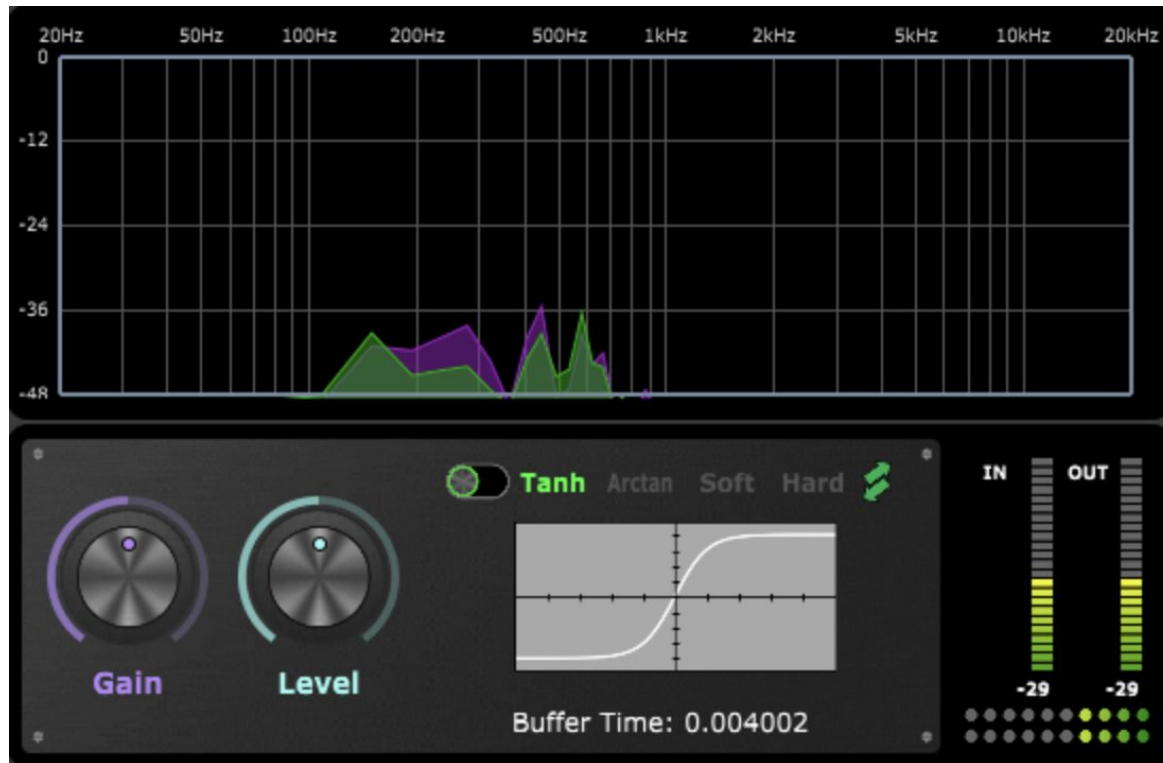 20Hz 50Hz 100Hz 200Hz 500Hz 1kHz 2kHz 5kHz 10kHz 20kHz
0
-12
-24
-36
-48
Tanh Arctan Soft Hard
IN OUT
Gain Level
-29 -29
Buffer Time: 0.004002